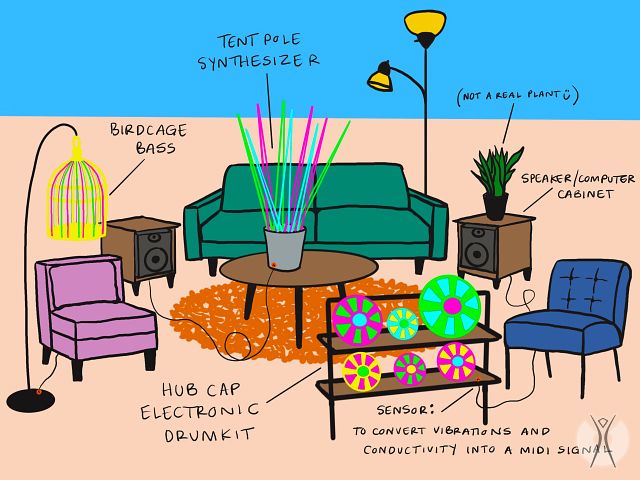 TENT POLE
SYNTHESIZER
(NOT A REAL PLANT Ü)
BIRDCAGE
BASS
SPEAKER/COMPUTER
CABINET
HUB CAP
ELECTRONIC
DRUMKIT
SENSOR:
TO CONVERT VIBRATIONS AND
CONDUCTIVITY INTO A MIDI SIGNAL